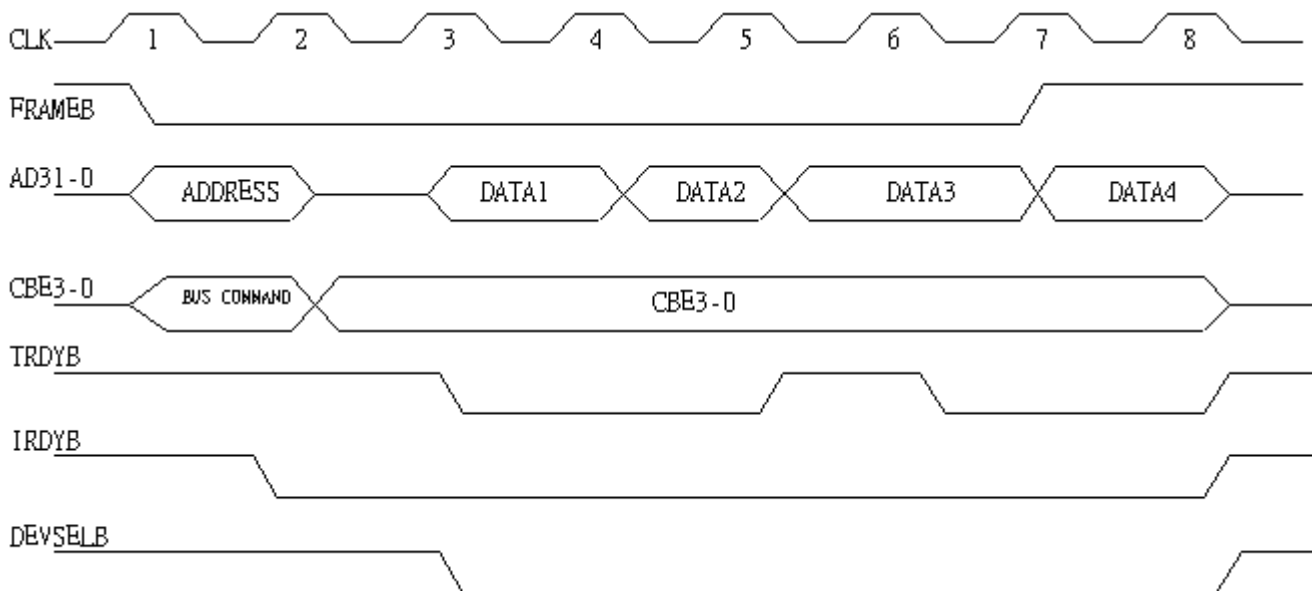 CLK 1 2 3 4 5 6 7 8
FRAMEB
AD31-0 ADDRESS DATA1 DATA2 DATA3 DATA4
CBE3-0 BUS COMMAND CBE3-0
TRDYB
IRDYB
DEVSELB